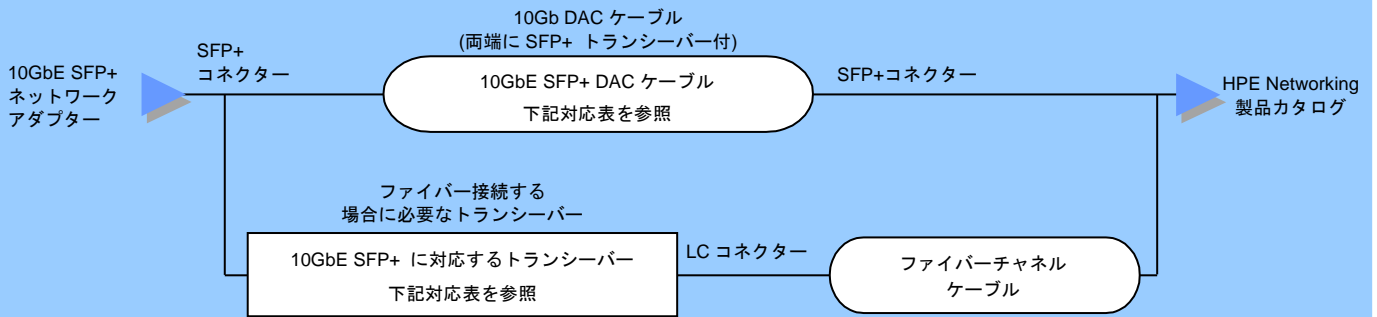 10Gb DAC ケーブル
(両端に SFP+ トランシーバー付)
10GbE SFP+
ネットワーク
アダプター
SFP+
コネクター
10GbE SFP+ DAC ケーブル
下記対応表を参照
SFP+コネクター
HPE Networking
製品カタログ
ファイバー接続する
場合に必要なトランシーバー
10GbE SFP+ に対応するトランシーバー
下記対応表を参照
LC コネクター
ファイバーチャネル
ケーブル